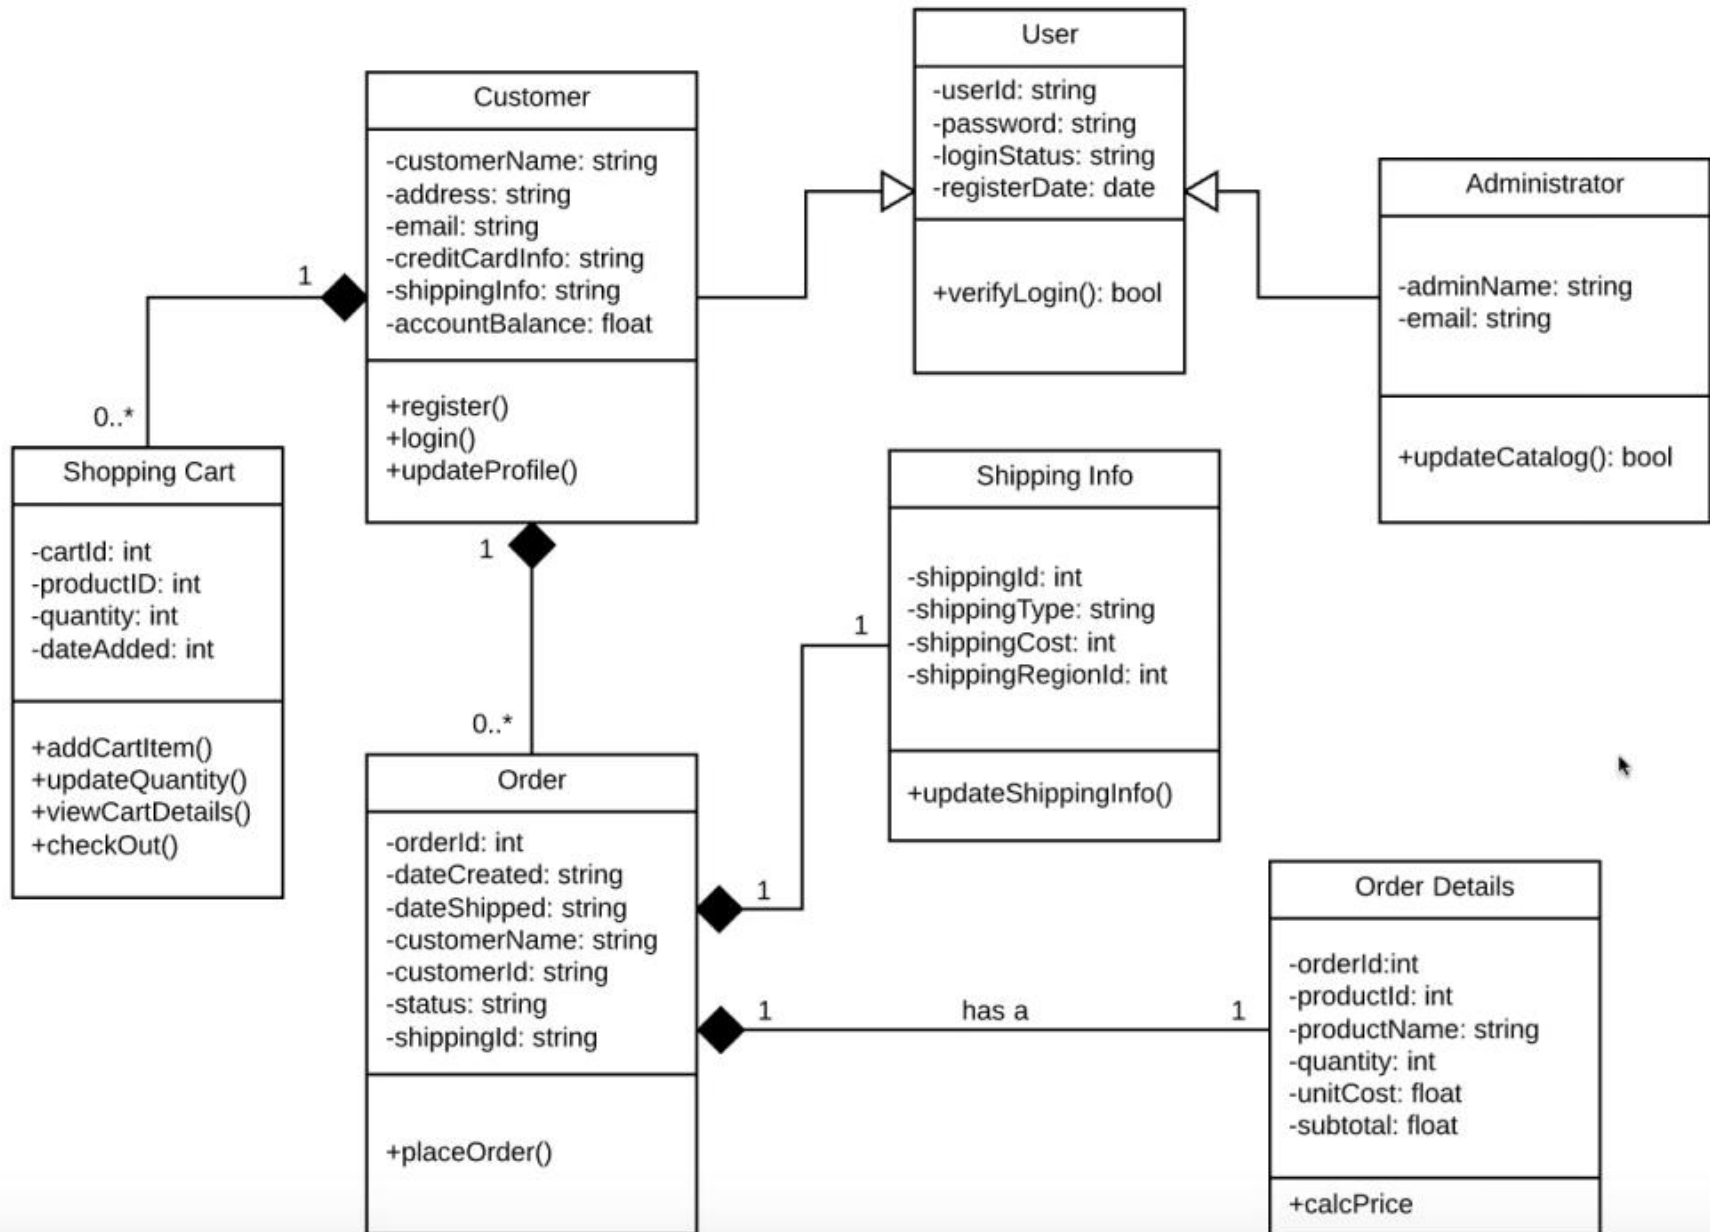 User
-userId: string
-password: string
-loginStatus: string
-registerDate: date
+verifyLogin(): bool
Customer
-customerName: string
-address: string
-email: string
-creditCardInfo: string
-shippingInfo: string
-accountBalance: float
+register()
+login()
+updateProfile()
Administrator
-adminName: string
-email: string
+updateCatalog(): bool
1
0..*
Shopping Cart
-cartId: int
-productID: int
-quantity: int
-dateAdded: int
+addCartItem()
+updateQuantity()
+viewCartDetails()
+checkOut()
1
0..*
Shipping Info
-shippingId: int
-shippingType: string
-shippingCost: int
-shippingRegionId: int
+updateShippingInfo()
1
1
Order
-orderId: int
-dateCreated: string
-dateShipped: string
-customerName: string
-customerId: string
-status: string
-shippingId: string
+placeOrder()
1 has a 1
Order Details
-orderId:int
-productId: int
-productName: string
-quantity: int
-unitCost: float
-subtotal: float
+calcPrice